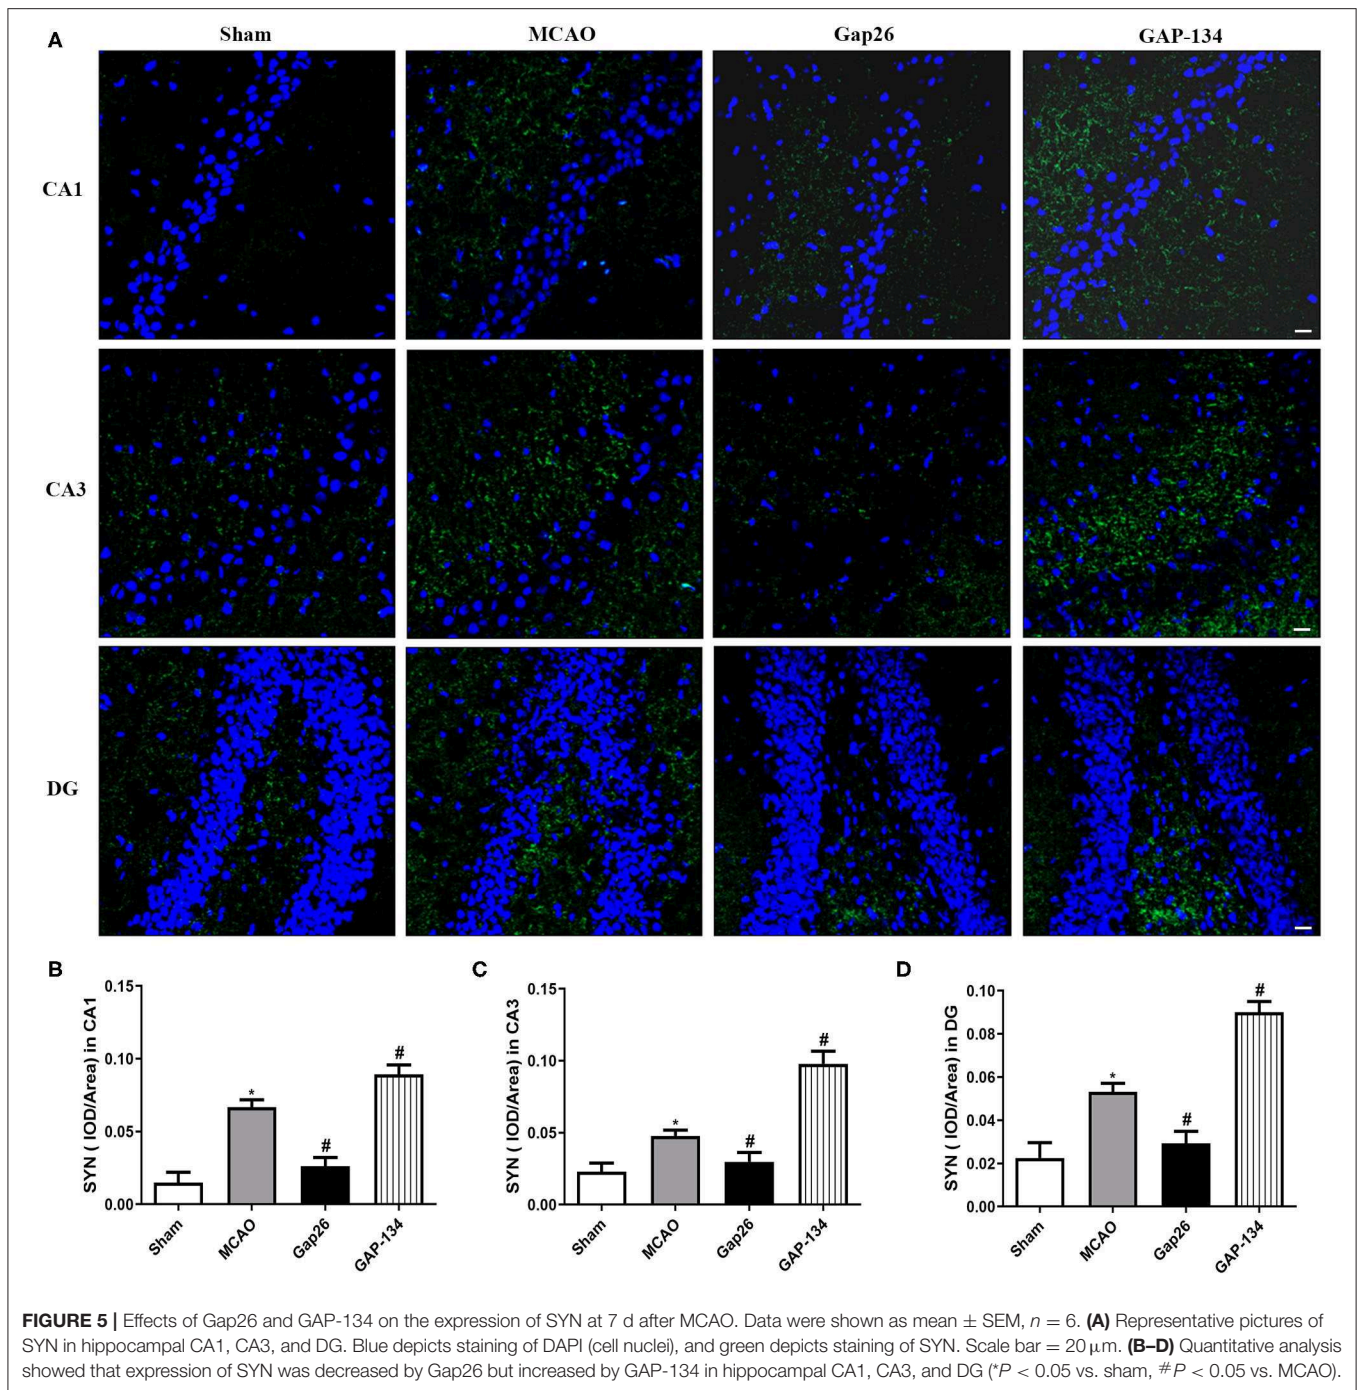 A
Sham
MCAO
Gap26
GAP-134
CA1
CA3
DG
B
SYN ( IOD/Area) in CA1
0.15
0.10
0.05
0.00
*
#
#
Sham
MCAO
Gap26
GAP-134
C
SYN ( IOD/Area) in CA3
0.15
0.10
0.05
0.00
*
#
#
Sham
MCAO
Gap26
GAP-134
D
SYN ( IOD/Area) in DG
0.10
0.08
0.06
0.04
0.02
0.00
*
#
#
Sham
MCAO
Gap26
GAP-134
FIGURE 5 | Effects of Gap26 and GAP-134 on the expression of SYN at 7 d after MCAO. Data were shown as mean ± SEM, n = 6. (A) Representative pictures of
SYN in hippocampal CA1, CA3, and DG. Blue depicts staining of DAPI (cell nuclei), and green depicts staining of SYN. Scale bar = 20 μm. (B–D) Quantitative analysis
showed that expression of SYN was decreased by Gap26 but increased by GAP-134 in hippocampal CA1, CA3, and DG (*P < 0.05 vs. sham, #P < 0.05 vs. MCAO).